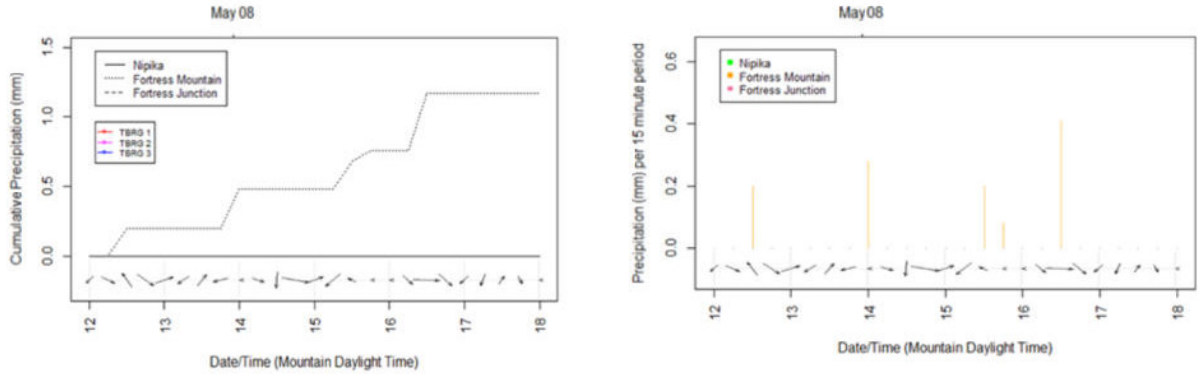 May 08
Cumulative Precipitation (mm)
1.5
1.0
0.5
0.0
Nipika
Fortress Mountain
Fortress Junction
TBRG 1
TBRG 2
TBRG 3
12 13 14 15 16 17 18
Date/Time (Mountain Daylight Time)
May 08
Precipitation (mm) per 15 minute period
0.6
0.4
0.2
0.0
Nipika
Fortress Mountain
Fortress Junction
12 13 14 15 16 17 18
Date/Time (Mountain Daylight Time)